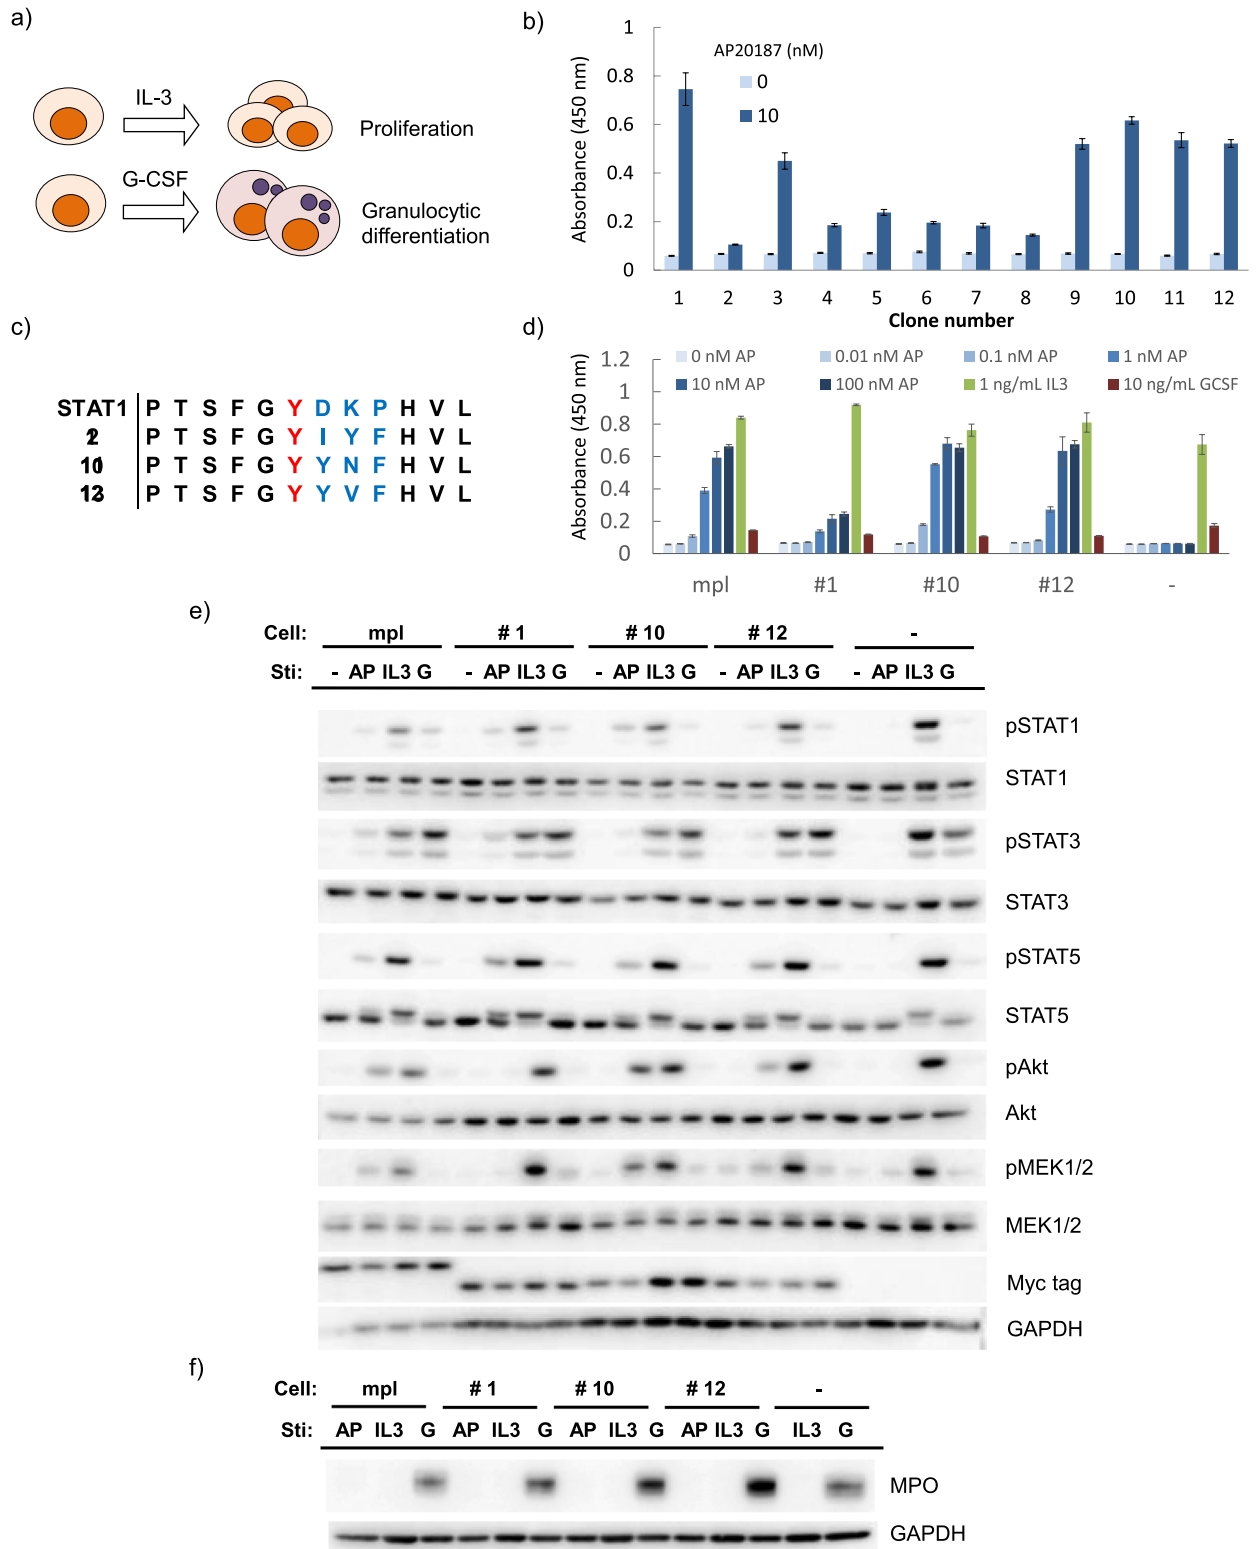 a)
IL-3
Proliferation
G-CSF
Granulocytic
differentiation
b)
Absorbance (450 nm)
1
0.8
0.6
0.4
0.2
0
AP20187 (nM)
0
10
1 2 3 4 5 6 7 8 9 10 11 12
Clone number
c)
STAT1 P T S F G Y D K P H V L
P T S F G Y I Y F H V L
P T S F G Y Y N F H V L
P T S F G Y Y V F H V L
d)
Absorbance (450 nm)
1.2
1
0.8
0.6
0.4
0.2
0
0 nM AP 0.01 nM AP 0.1 nM AP 1 nM AP
10 nM AP 100 nM AP 1 ng/mL IL3 10 ng/mL GCSF
mpl #1 #10 #12 -
e)
Cell: mpl # 1 # 10 # 12 -
Sti: - AP IL3 G - AP IL3 G - AP IL3 G - AP IL3 G - AP IL3 G
pSTAT1
STAT1
pSTAT3
STAT3
pSTAT5
STAT5
pAkt
Akt
pMEK1/2
MEK1/2
Myc tag
GAPDH
f)
Cell: mpl # 1 # 10 # 12 -
Sti: AP IL3 G AP IL3 G AP IL3 G AP IL3 G IL3 G
MPO
GAPDH